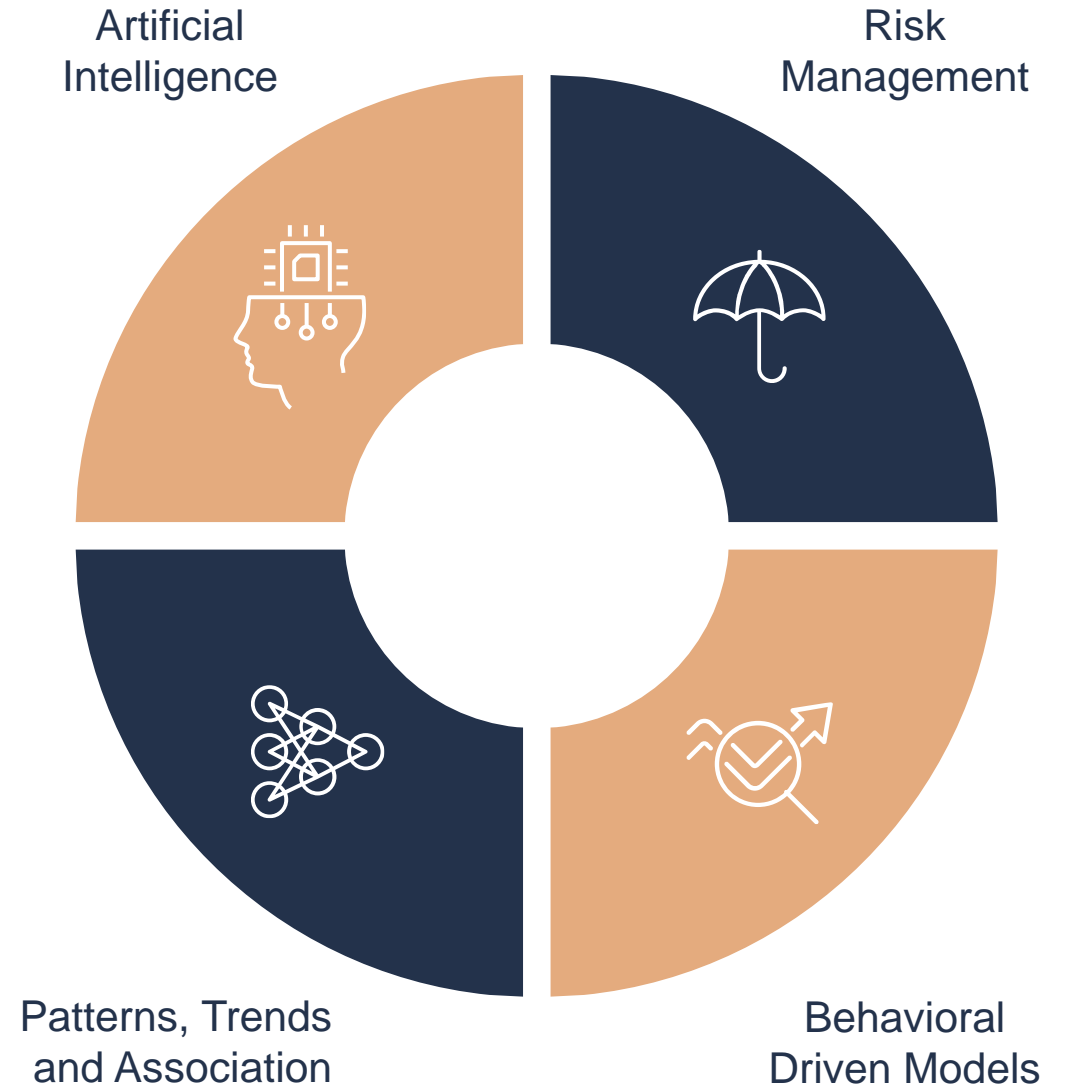 Artificial
Intelligence
Risk
Management
Patterns, Trends
and Association
Behavioral
Driven Models